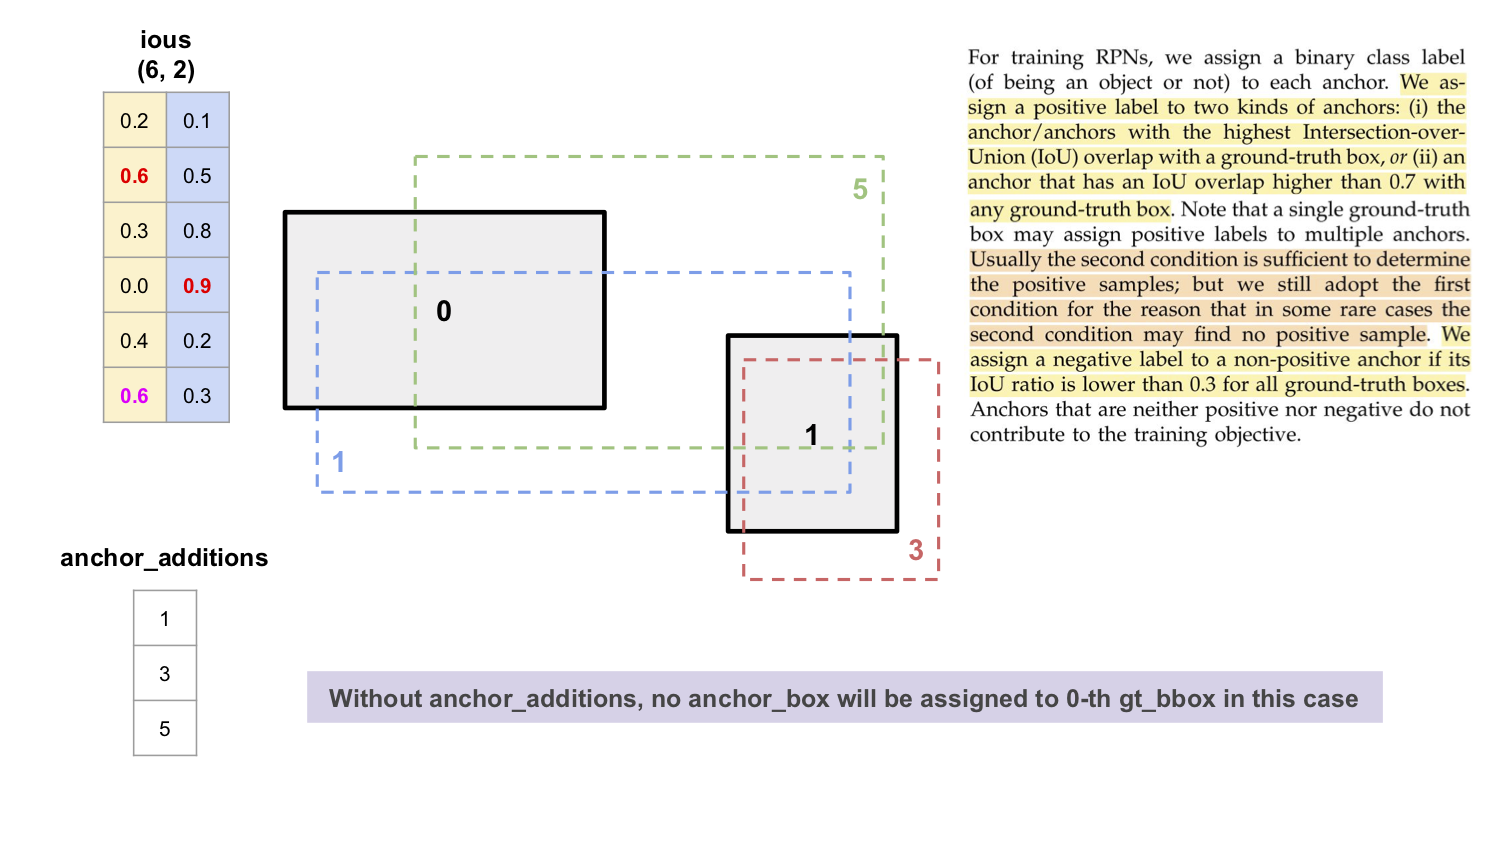 ious
(6, 2)
0.2 0.1
0.6 0.5
0.3 0.8
0.0 0.9
0.4 0.2
0.6 0.3
anchor_additions
1
3
5
5
0
1
1
3
For training RPNs, we assign a binary class label
(of being an object or not) to each anchor. We as-
sign a positive label to two kinds of anchors: (i) the
anchor/anchors with the highest Intersection-over-
Union (IoU) overlap with a ground-truth box, or (ii) an
anchor that has an IoU overlap higher than 0.7 with
any ground-truth box. Note that a single ground-truth
box may assign positive labels to multiple anchors.
Usually the second condition is sufficient to determine
the positive samples; but we still adopt the first
condition for the reason that in some rare cases the
second condition may find no positive sample. We
assign a negative label to a non-positive anchor if its
IoU ratio is lower than 0.3 for all ground-truth boxes.
Anchors that are neither positive nor negative do not
contribute to the training objective.
Without anchor_additions, no anchor_box will be assigned to 0-th gt_bbox in this case